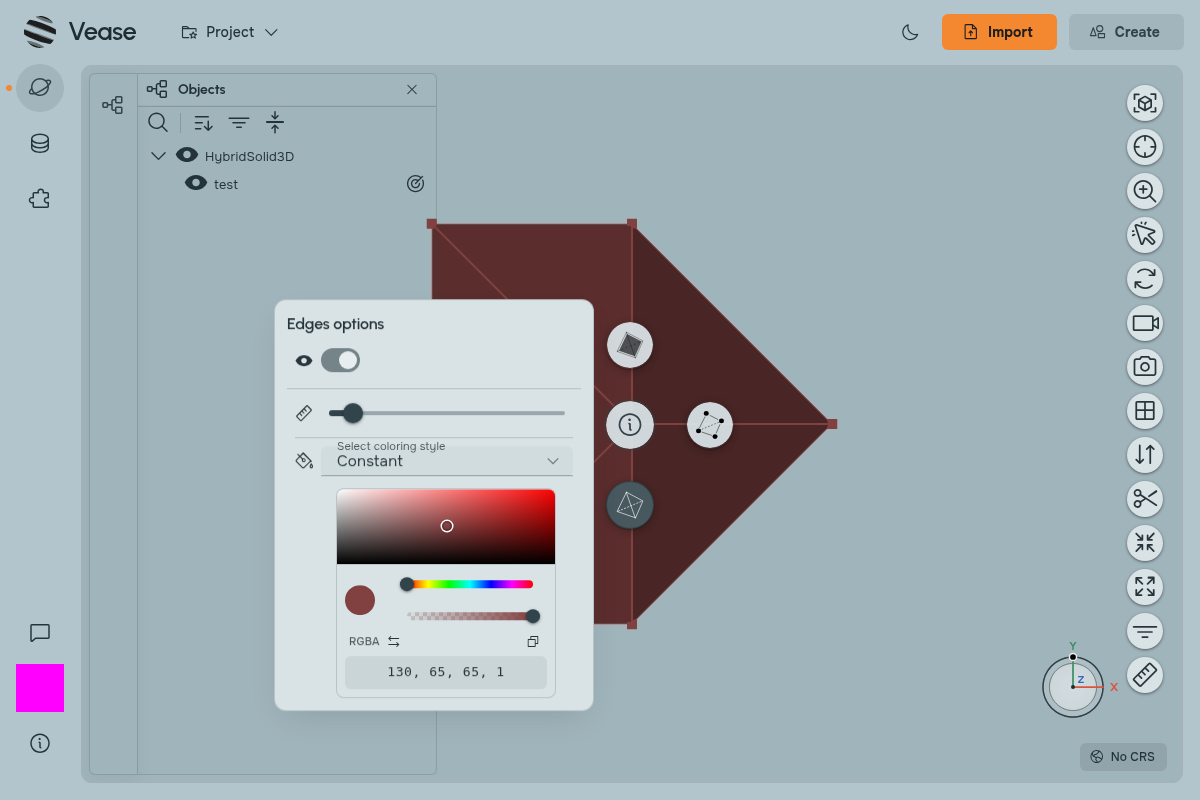 Vease
Project
Import
Create
Objects
HybridSolid3D
test
Edges options
Select coloring style
Constant
RGBA
130, 65, 65, 1
Y
Z
X
No CRS